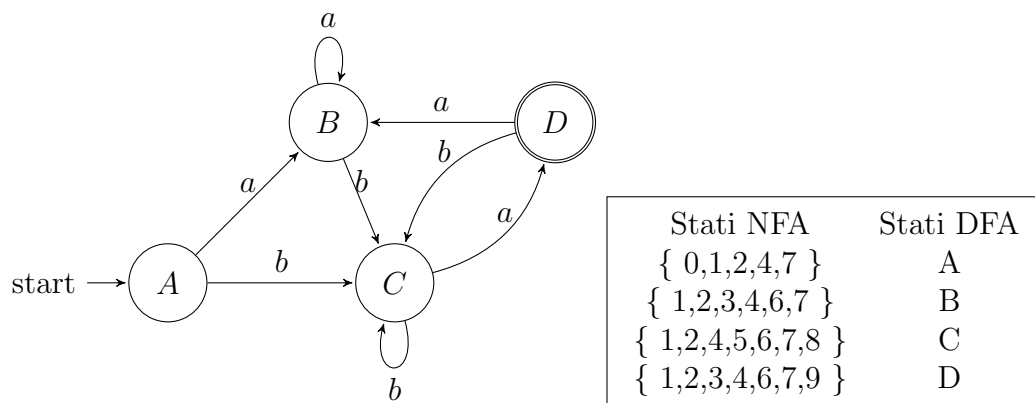 a
B
a
D
b
b
a
a
start
A
b
C
b
Stati NFA Stati DFA
{ 0,1,2,4,7 } A
{ 1,2,3,4,6,7 } B
{ 1,2,4,5,6,7,8 } C
{ 1,2,3,4,6,7,9 } D